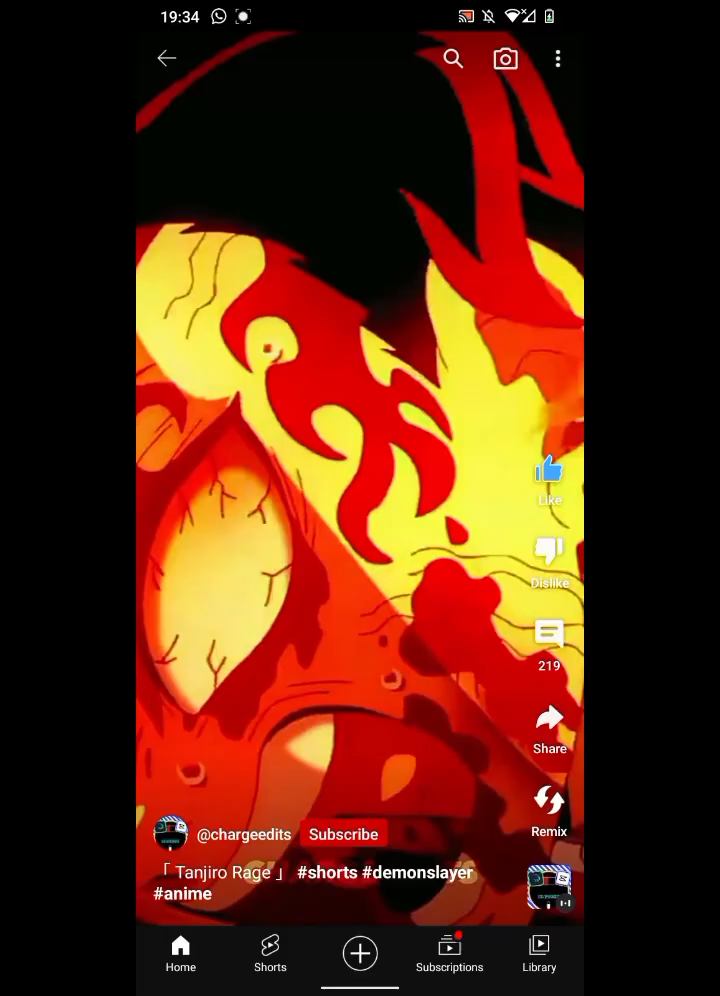 19:34
Like
Dislike
219
Share
Remix
@chargeedits Subscribe
「 Tanjiro Rage 」 #shorts #demonslayer
#anime
Home Shorts Subscriptions Library